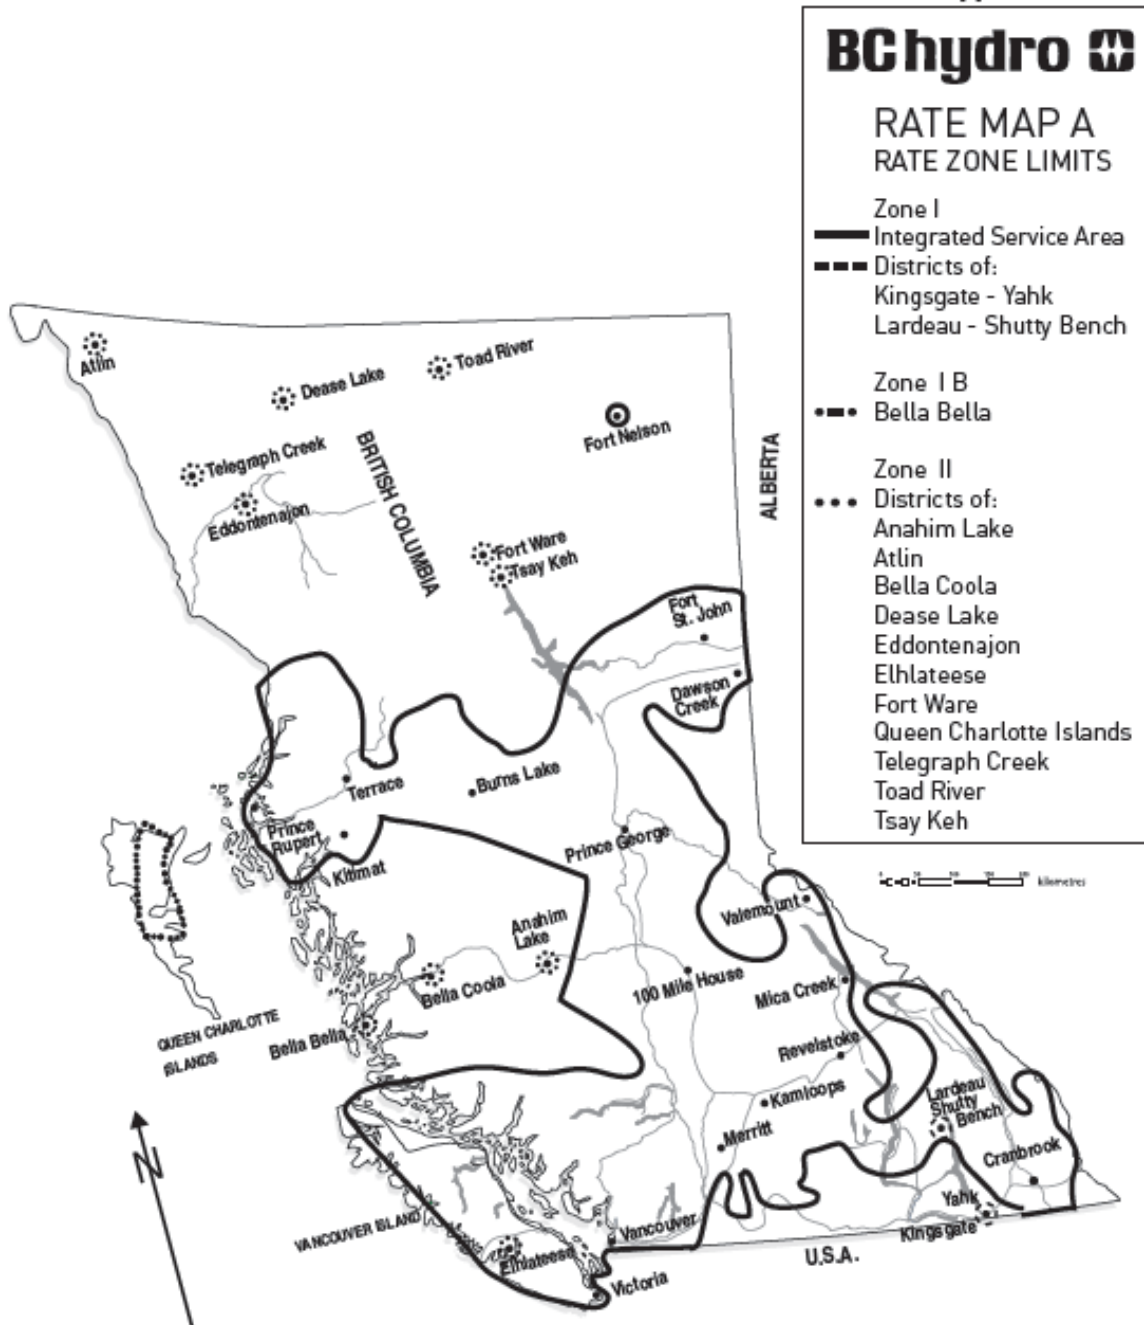 BC hydro
RATE MAP A
RATE ZONE LIMITS
Zone I
Integrated Service Area
Districts of:
Kingsgate - Yahk
Lardeau - Shutty Bench
Zone I B
Bella Bella
Zone II
Districts of:
Anahim Lake
Atlin
Bella Coola
Dease Lake
Eddontenajon
Elhlateese
Fort Ware
Queen Charlotte Islands
Telegraph Creek
Toad River
Tsay Keh
kilometres
Atlin
Toad River
Dease Lake
Fort Nelson
Telegraph Creek
Eddontenajon
BRITISH COLUMBIA
ALBERTA
Fort Ware
Tsay Keh
Fort
St. John
Dawson
Creek
Terrace
Burns Lake
Prince
Rupert
Kitimat
Prince George
Valemount
Anahim
Lake
Bella Coola
100 Mile House
Mica Creek
QUEEN CHARLOTTE
ISLANDS
Bella Bella
Revelstoke
Kamloops
Lardeau
Shutty
Bench
Merritt
Cranbrook
Yahk
Kingsgate
N
VANCOUVER ISLAND
Vancouver
Elhlateese
U.S.A.
Victoria